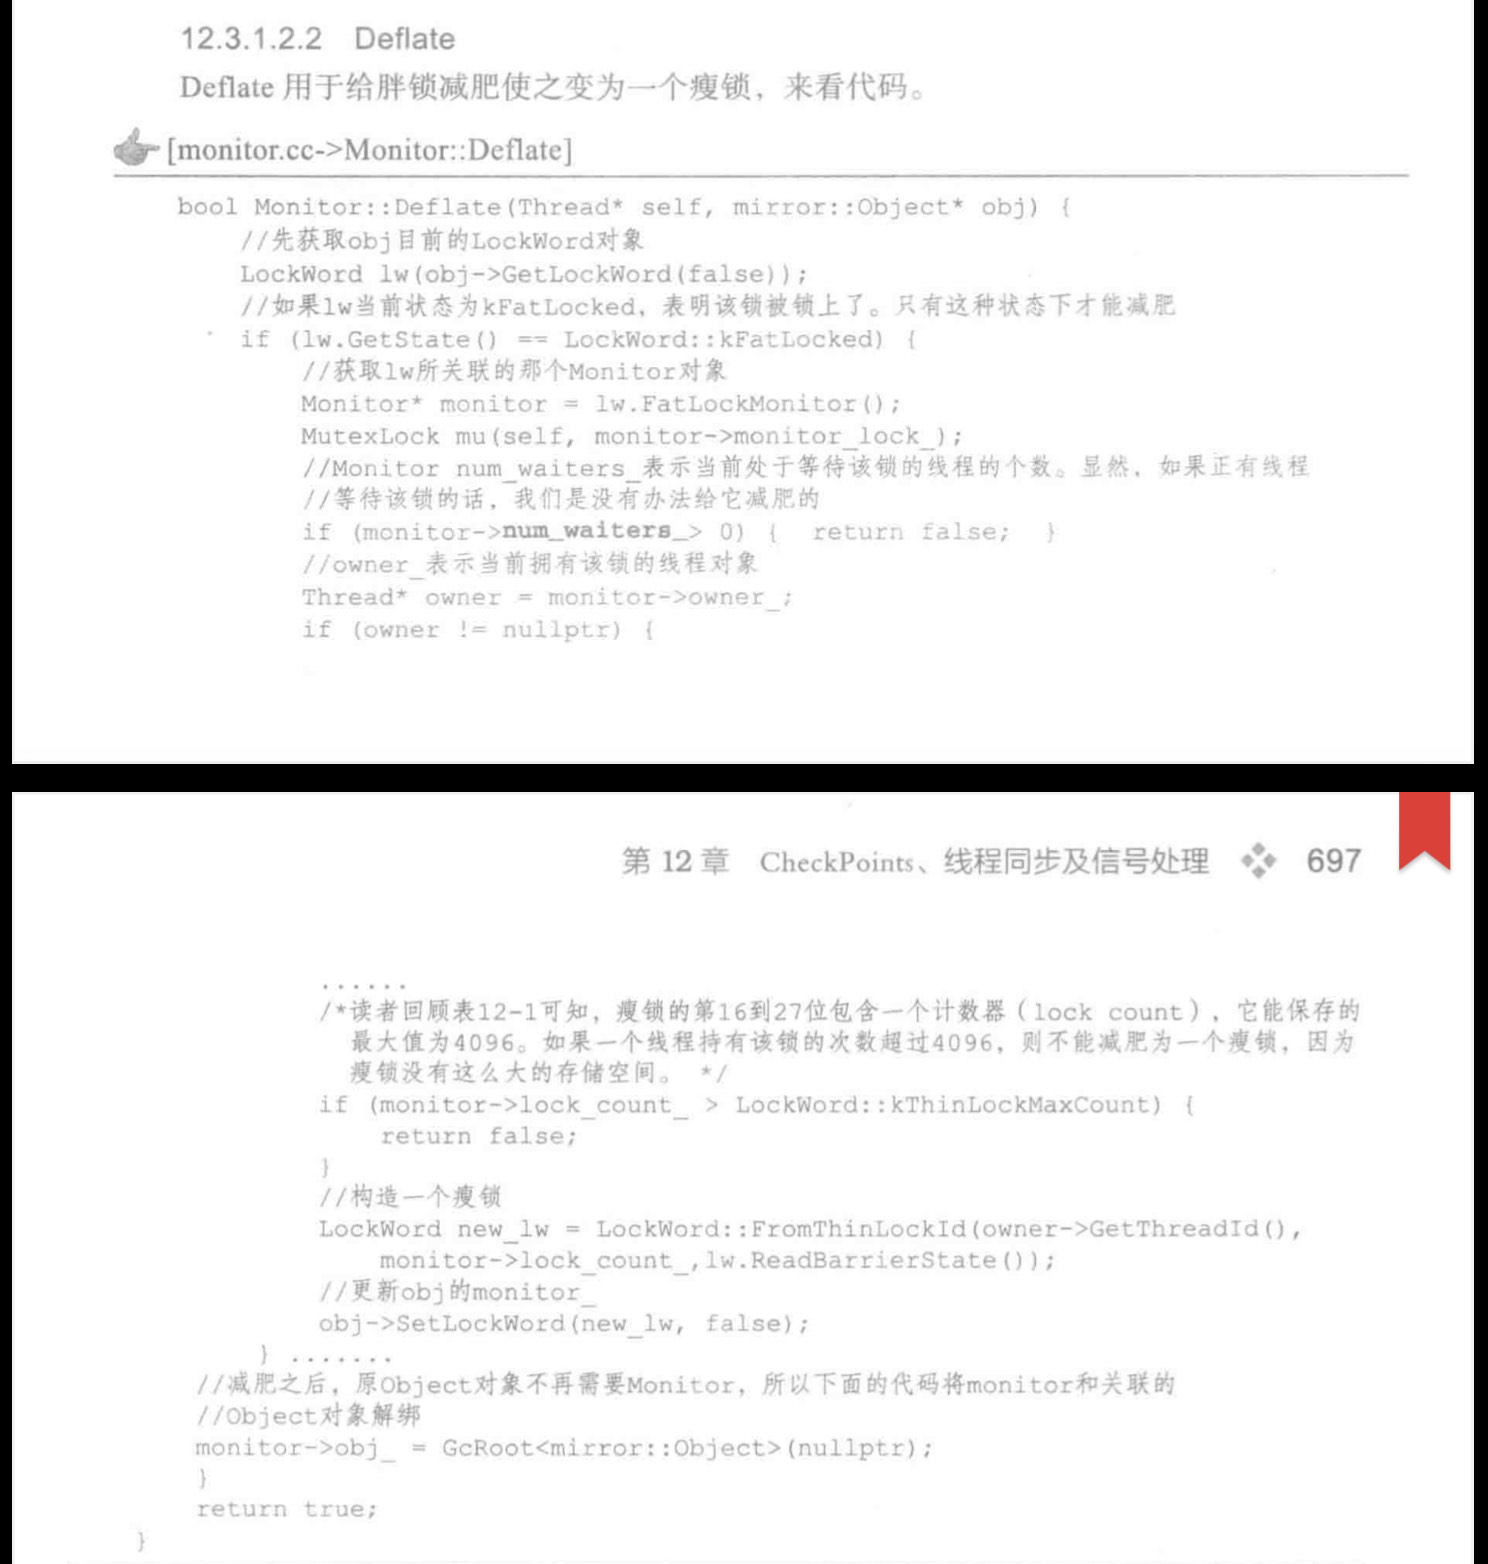 12.3.1.2.2 Deflate
Deflate 用于给胖锁减肥使之变为一个瘦锁，来看代码。
[monitor.cc->Monitor::Deflate]
bool Monitor::Deflate(Thread* self, mirror::Object* obj) {
//先获取obj目前的LockWord对象
LockWord lw(obj->GetLockWord(false));
//如果lw当前状态为kFatLocked，表明该锁被锁上了。只有这种状态下才能减肥
if (lw.GetState() == LockWord::kFatLocked) {
//获取lw所关联的那个Monitor对象
Monitor* monitor = lw.FatLockMonitor();
MutexLock mu(self, monitor->monitor_lock_);
//Monitor num_waiters_表示当前处于等待该锁的线程的个数。显然，如果正有线程
//等待该锁的话，我们是没有办法给它减肥的
if (monitor->num_waiters_> 0) { return false; }
//owner_表示当前拥有该锁的线程对象
Thread* owner = monitor->owner_;
if (owner != nullptr) {
第 12 章 CheckPoints、线程同步及信号处理 697
......
/*读者回顾表12-1可知，瘦锁的第16到27位包含一个计数器（lock count），它能保存的
最大值为4096。如果一个线程持有该锁的次数超过4096，则不能减肥为一个瘦锁，因为
瘦锁没有这么大的存储空间。 */
if (monitor->lock_count_ > LockWord::kThinLockMaxCount) {
return false;
}
//构造一个瘦锁
LockWord new_lw = LockWord::FromThinLockId(owner->GetThreadId(),
monitor->lock_count_,lw.ReadBarrierState());
//更新obj的monitor_
obj->SetLockWord(new_lw, false);
} .......
//减肥之后，原Object对象不再需要Monitor，所以下面的代码将monitor和关联的
//Object对象解绑
monitor->obj_ = GcRoot<mirror::Object>(nullptr);
}
return true;
}